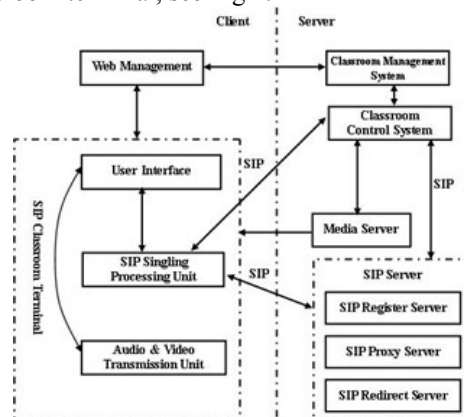 Client
Server
Web Management
Classroom Management
System
Classroom
Control System
User Interface
SIP
SIP
SIP Classroom Terminal
Media Server
SIP Singling
Processing Unit
SIP
SIP Server
SIP Register Server
Audio & Video
Transmission Unit
SIP Proxy Server
SIP Redirect Server